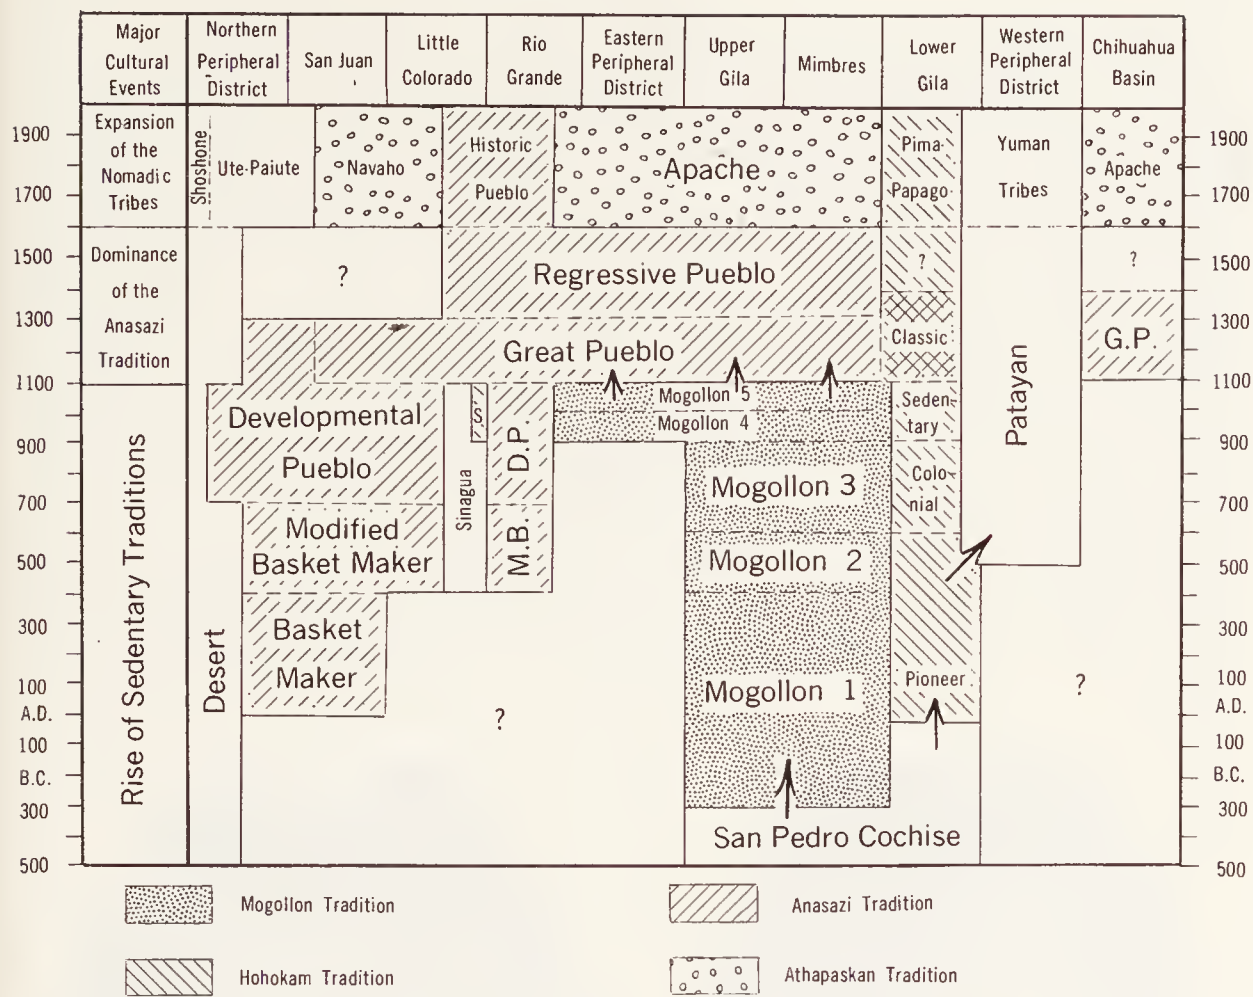 Major
Cultural
Events
Northern
Peripheral
District
San Juan
Little
Colorado
Rio
Grande
Eastern
Peripheral
District
Upper
Gila
Mimbres
Lower
Gila
Western
Peripheral
District
Chihuahua
Basin
1900
1700
1500
1300
1100
900
700
500
300
100
A.D.
100
B.C.
300
500
Expansion
of the
Nomadic
Tribes
Dominance
of the
Anasazi
Tradition
Rise of Sedentary Traditions
Shoshone
Ute-Paiute
Navaho
Historic
Pueblo
Apache
Pima-
Papago
Yuman
Tribes
Apache
?
Regressive Pueblo
?
?
Great Pueblo
Classic
G.P.
Developmental
Pueblo
S
Sinagua
D.P.
Mogollon 5
Mogollon 4
Seden-
tary
Patayan
Mogollon 3
Colo-
nial
Modified
Basket Maker
M.B.
Mogollon 2
Basket
Maker
Desert
?
Mogollon 1
Pioneer
?
San Pedro Cochise
1900
1700
1500
1300
1100
900
700
500
300
100
A.D.
100
B.C.
300
500
Mogollon Tradition
Anasazi Tradition
Hohokam Tradition
Athapaskan Tradition